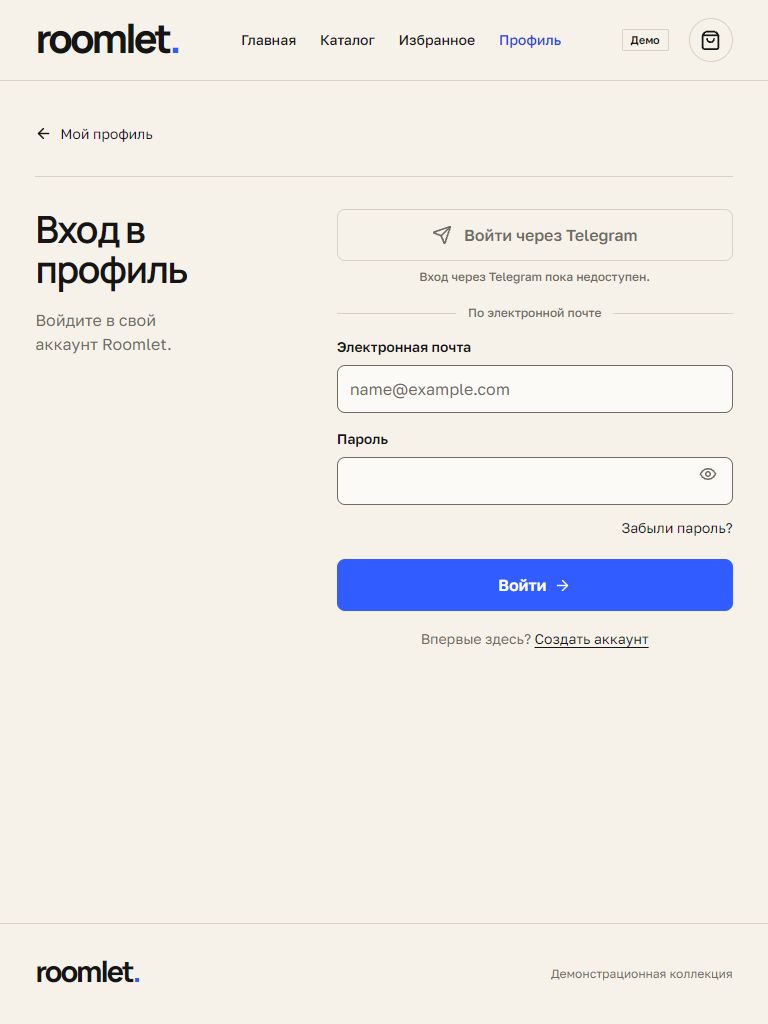 roomlet.
Главная Каталог Избранное Профиль Демо
Мой профиль
Вход в
профиль
Войдите в свой
аккаунт Roomlet.
Войти через Telegram
Вход через Telegram пока недоступен.
По электронной почте
Электронная почта
name@example.com
Пароль
Забыли пароль?
Войти
Впервые здесь? Создать аккаунт
roomlet.
Демонстрационная коллекция